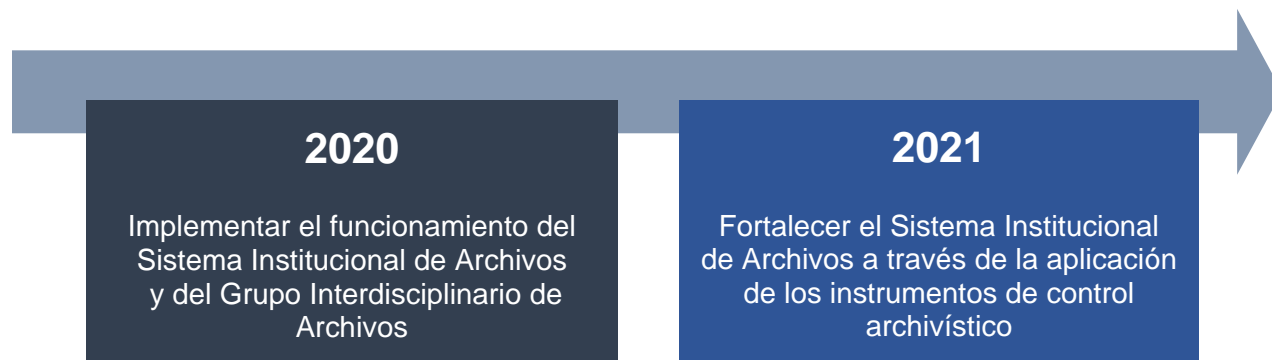 2020
Implementar el funcionamiento del
Sistema Institucional de Archivos
y del Grupo Interdisciplinario de
Archivos
2021
Fortalecer el Sistema Institucional
de Archivos a través de la aplicación
de los instrumentos de control
archivístico